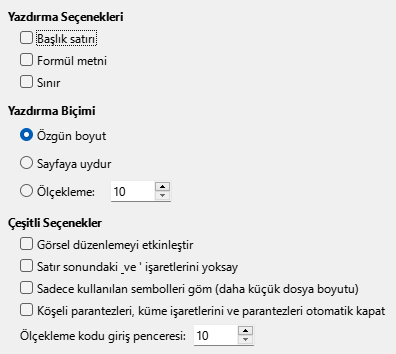 Yazdırma Seçenekleri
Başlık satırı
Formül metni
Sınır
Yazdırma Biçimi
Özgün boyut
Sayfaya uydur
Ölçekleme: 10
Çeşitli Seçenekler
Görsel düzenlemeyi etkinleştir
Satır sonundaki _ve ' işaretlerini yoksay
Sadece kullanılan sembolleri göm (daha küçük dosya boyutu)
Köşeli parantezleri, küme işaretlerini ve parantezleri otomatik kapat
Ölçekleme kodu giriş penceresi: 10